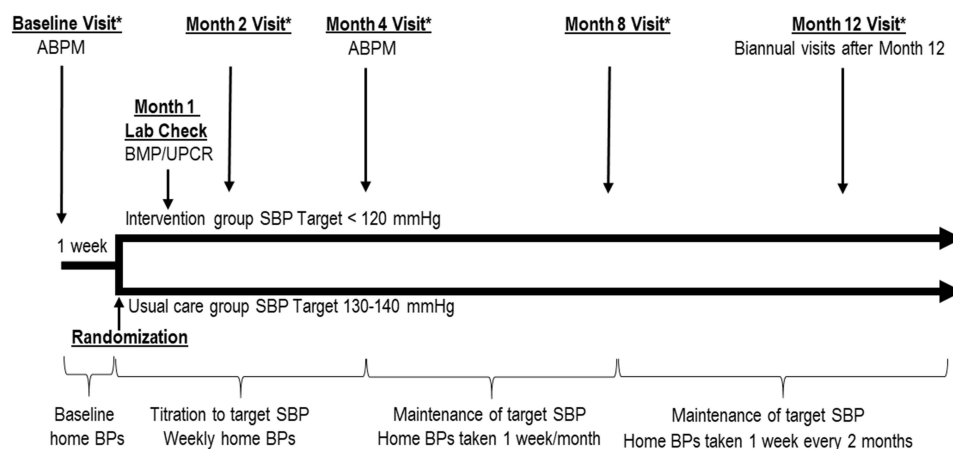 Baseline Visit*
ABPM
Month 2 Visit*
Month 4 Visit*
ABPM
Month 8 Visit*
Month 12 Visit*
Biannual visits after Month 12
Month 1
Lab Check
BMP/UPCR
Intervention group SBP Target < 120 mmHg
1 week
Usual care group SBP Target 130-140 mmHg
Randomization
Baseline
home BPs
Titration to target SBP
Weekly home BPs
Maintenance of target SBP
Home BPs taken 1 week/month
Maintenance of target SBP
Home BPs taken 1 week every 2 months